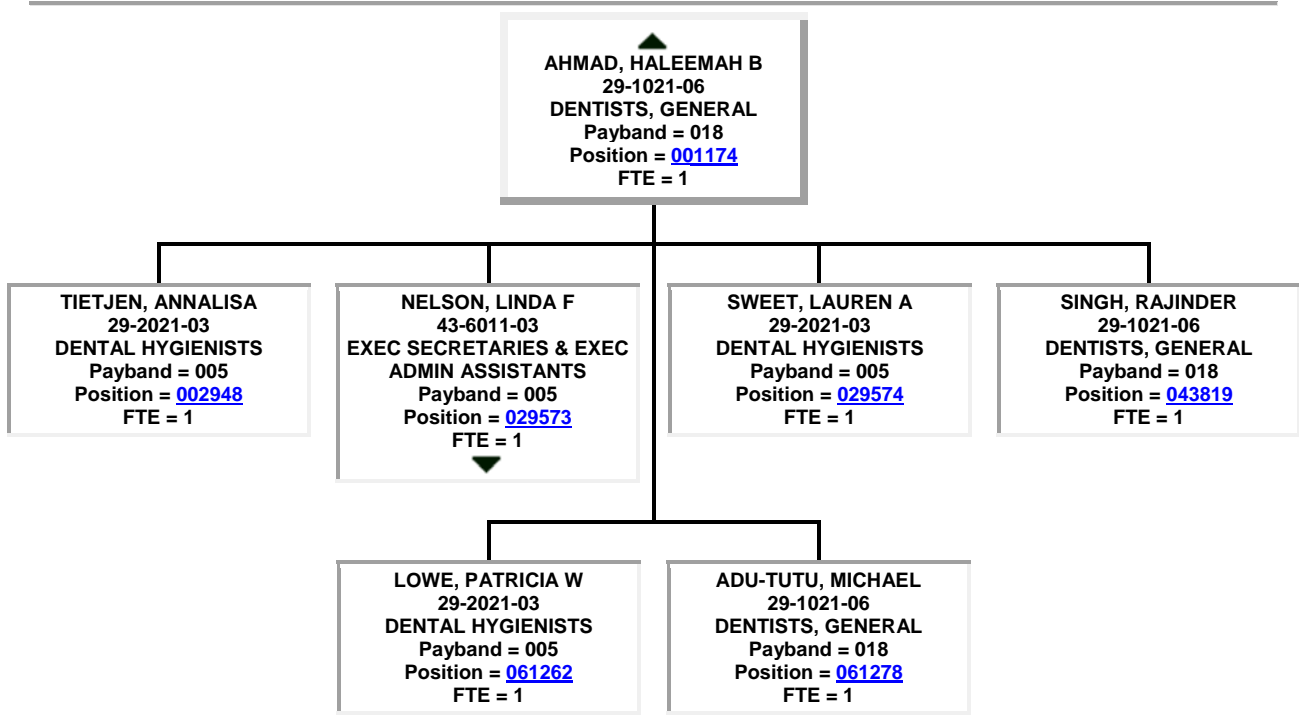 AHMAD, HALEEMAH B
29-1021-06
DENTISTS, GENERAL
Payband = 018
Position = 001174
FTE = 1
TIETJEN, ANNALISA
29-2021-03
DENTAL HYGIENISTS
Payband = 005
Position = 002948
FTE = 1
NELSON, LINDA F
43-6011-03
EXEC SECRETARIES & EXEC
ADMIN ASSISTANTS
Payband = 005
Position = 029573
FTE = 1
SWEET, LAUREN A
29-2021-03
DENTAL HYGIENISTS
Payband = 005
Position = 029574
FTE = 1
SINGH, RAJINDER
29-1021-06
DENTISTS, GENERAL
Payband = 018
Position = 043819
FTE = 1
LOWE, PATRICIA W
29-2021-03
DENTAL HYGIENISTS
Payband = 005
Position = 061262
FTE = 1
ADU-TUTU, MICHAEL
29-1021-06
DENTISTS, GENERAL
Payband = 018
Position = 061278
FTE = 1